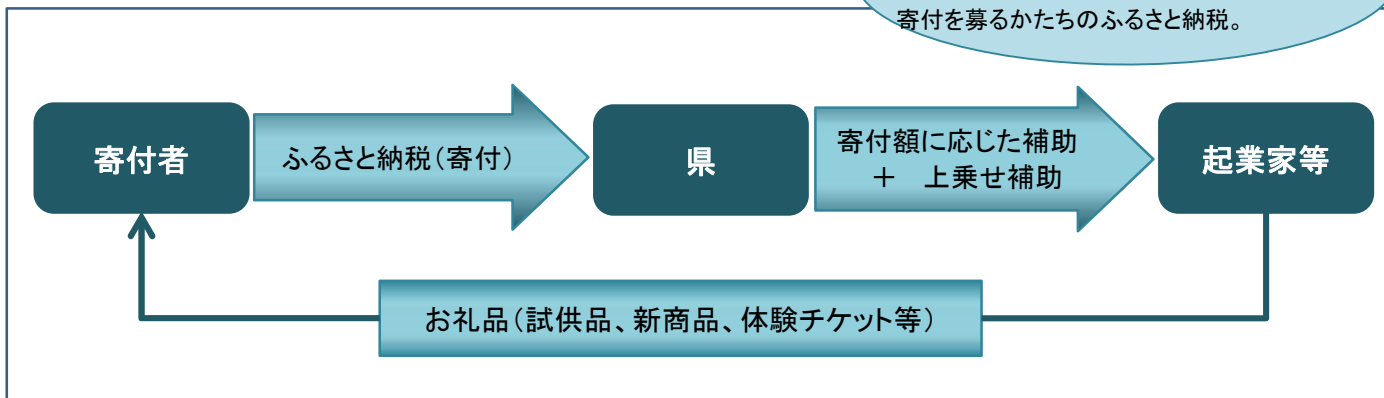 寄付を募るかたちのふるさと納税。
寄付者
ふるさと納税(寄付)
県
寄付額に応じた補助
+ 上乗せ補助
起業家等
お礼品(試供品、新商品、体験チケット等)